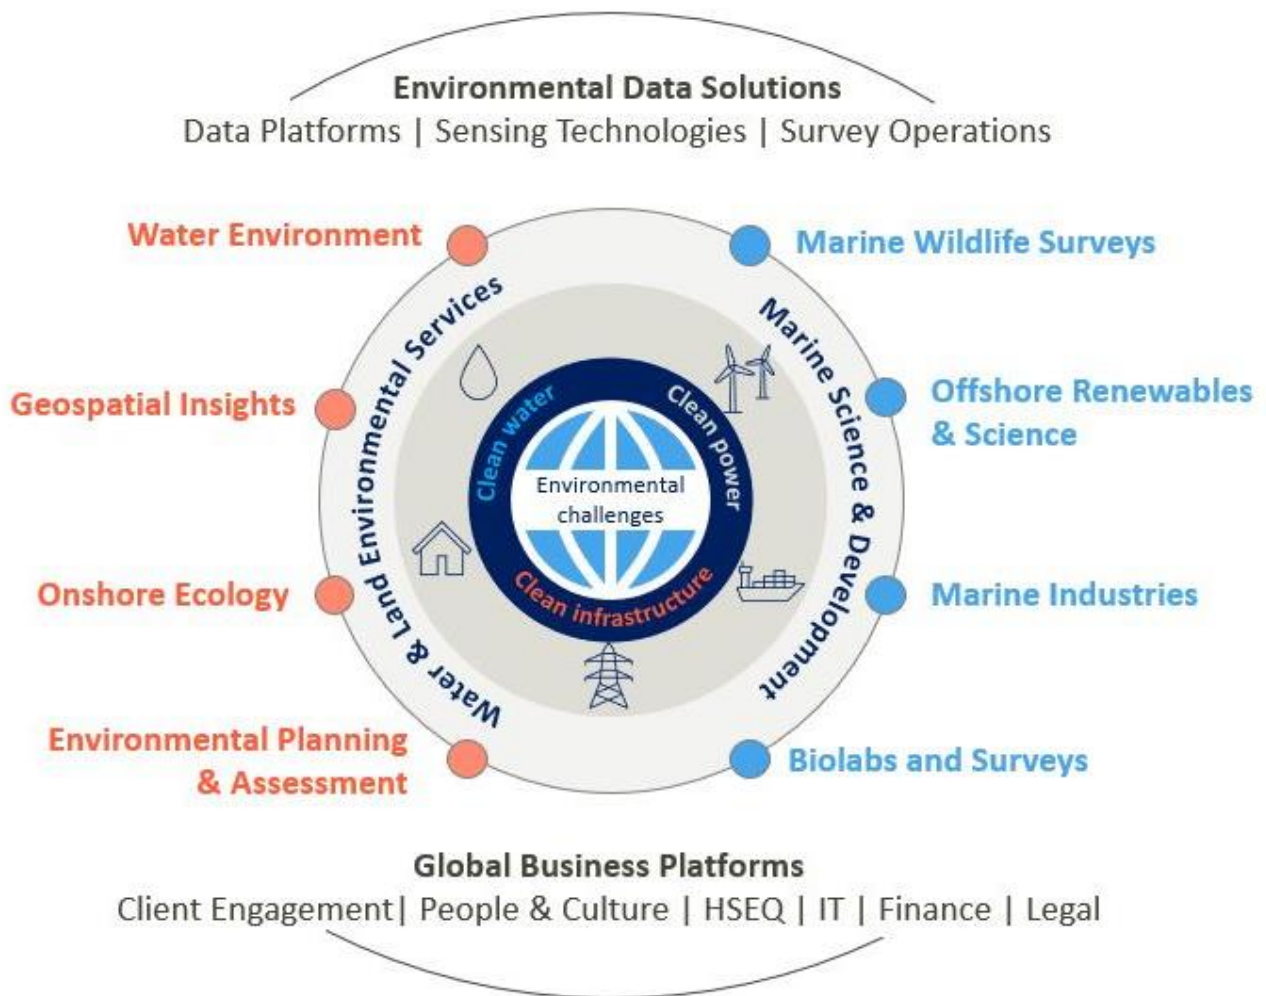 Environmental Data Solutions
Data Platforms | Sensing Technologies | Survey Operations
Water Environment
Marine Wildlife Surveys
Geospatial Insights
Offshore Renewables
& Science
Onshore Ecology
Marine Industries
Environmental Planning
& Assessment
Biolabs and Surveys
Water & Land Environmental Services
Marine Science & Development
Clean water
Clean power
Clean infrastructure
Environmental
challenges
Global Business Platforms
Client Engagement| People & Culture | HSEQ | IT | Finance | Legal